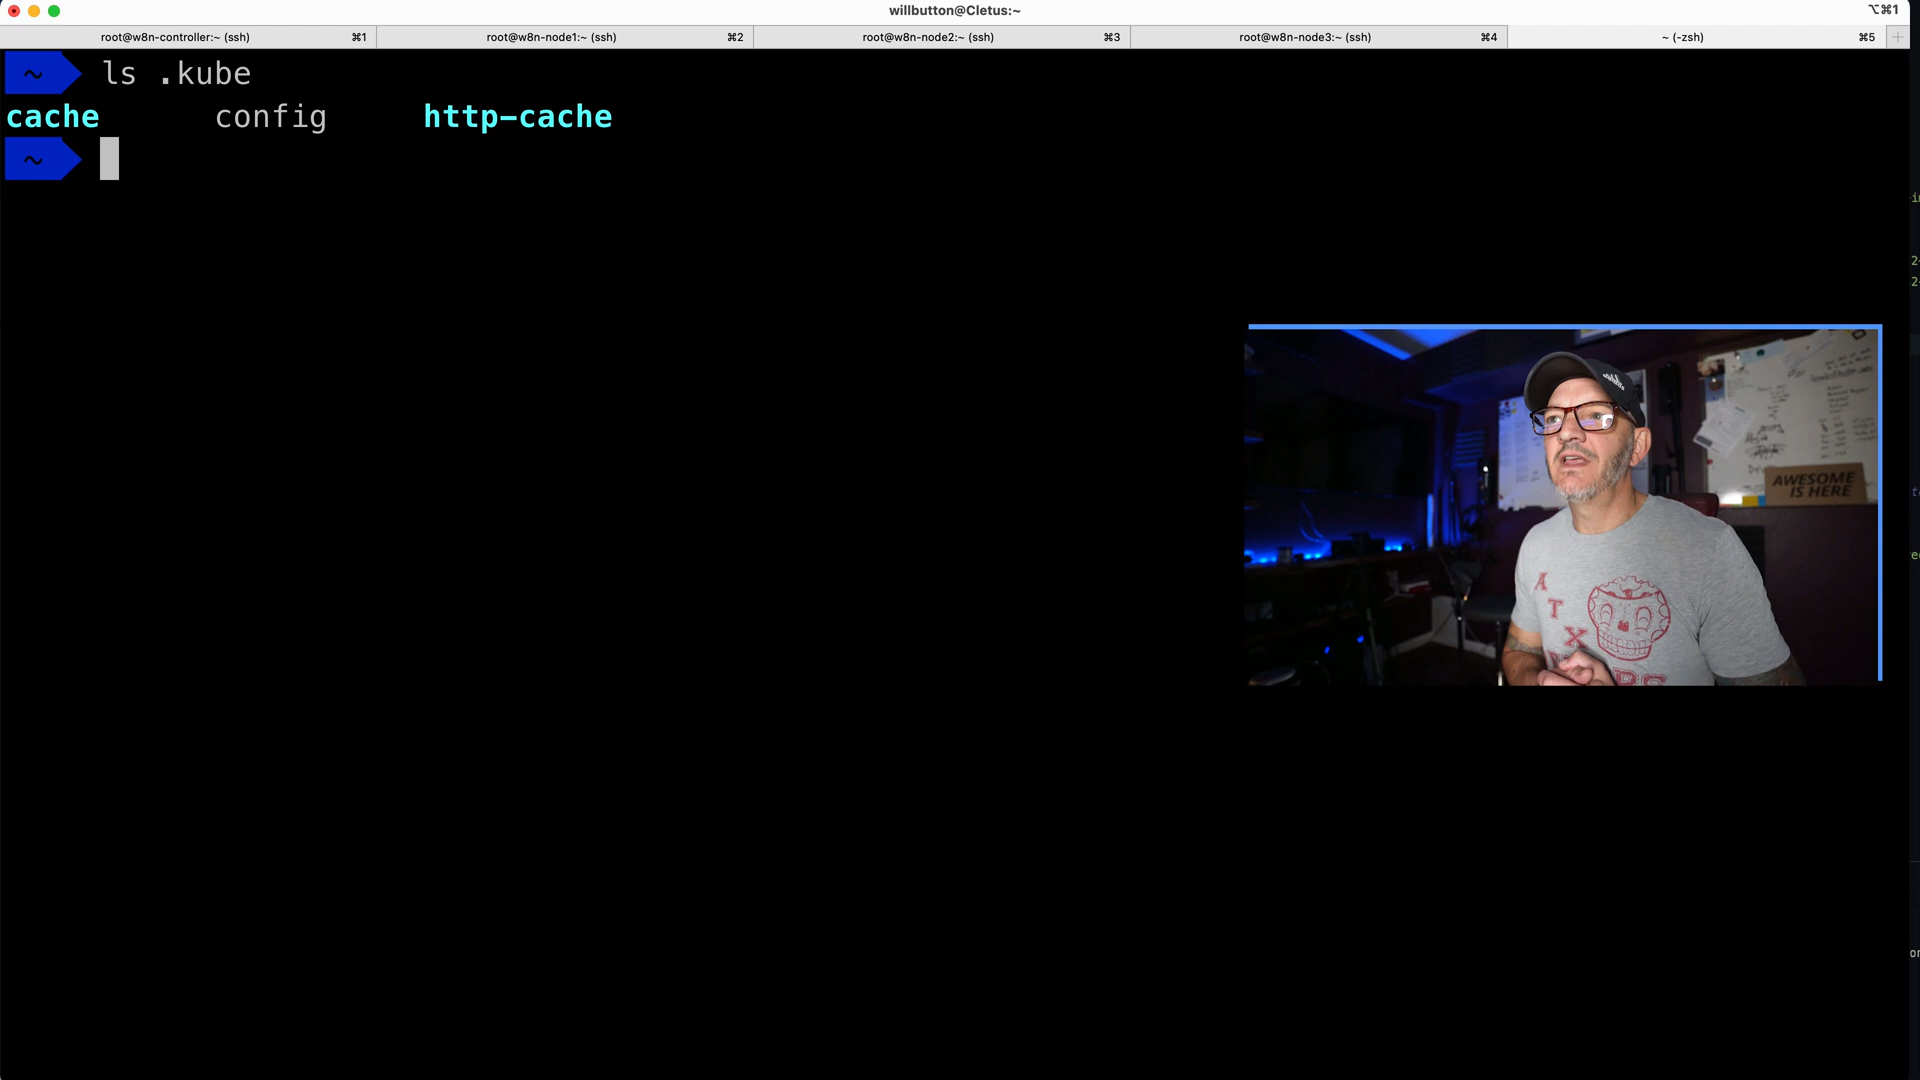 willbutton@Cletus:~
⌥⌘1
root@w8n-controller:~ (ssh) ⌘1
root@w8n-node1:~ (ssh) ⌘2
root@w8n-node2:~ (ssh) ⌘3
root@w8n-node3:~ (ssh) ⌘4
~ (-zsh) ⌘5
~ ls .kube
cache config http-cache
~
AWESOME
IS HERE
A
T
X